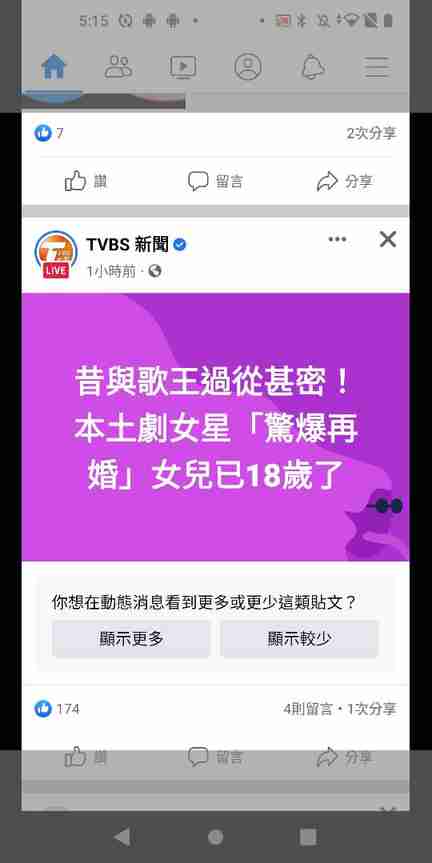 5:15
7
2次分享
讚
留言
分享
TVBS 新聞
LIVE
1小時前 ·
昔與歌王過從甚密！
本土劇女星「驚爆再
婚」女兒已18歲了
你想在動態消息看到更多或更少這類貼文？
顯示更多
顯示較少
174
4則留言 · 1次分享
讚
留言
分享